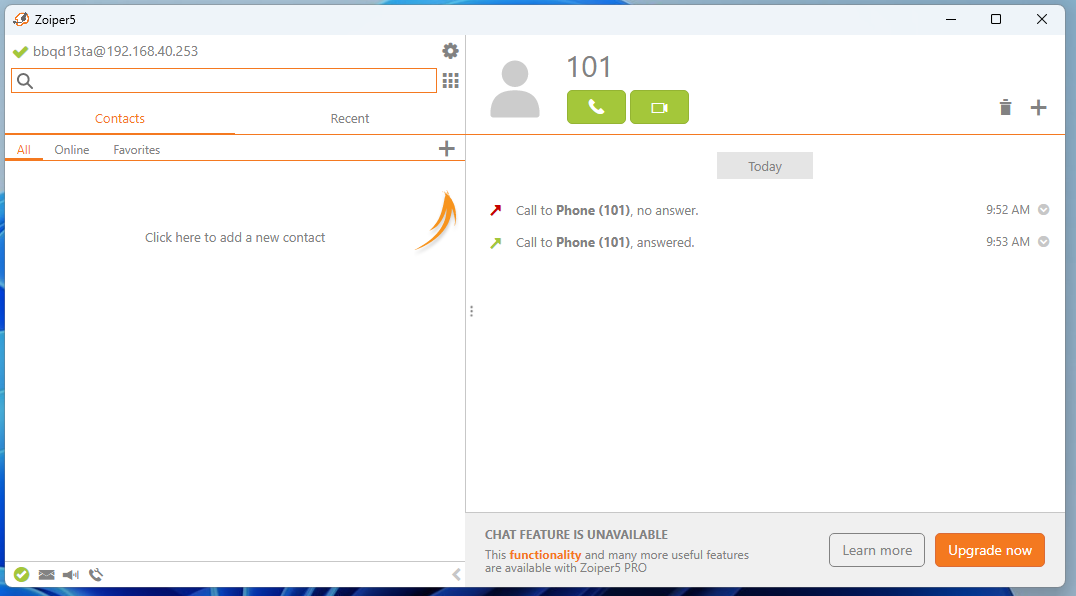 Zoiper5
bbqd13ta@192.168.40.253
Contacts
Recent
All
Online
Favorites
Click here to add a new contact
101
Today
Call to Phone (101), no answer.
9:52 AM
Call to Phone (101), answered.
9:53 AM
CHAT FEATURE IS UNAVAILABLE
This functionality and many more useful features
are available with Zoiper5 PRO
Learn more
Upgrade now